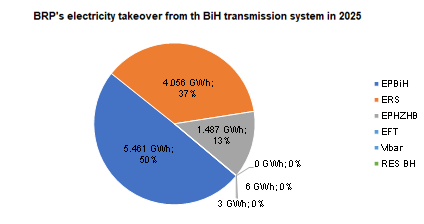 BRP's electricity takeover from th BiH transmission system in 2025
4.056 GWh;
37%
1.487 GWh;
13%
5.461 GWh;
50%
0 GWh; 0%
6 GWh; 0%
3 GWh; 0%
EPBiH
ERS
EPHZHB
EFT
Vibar
RES BH